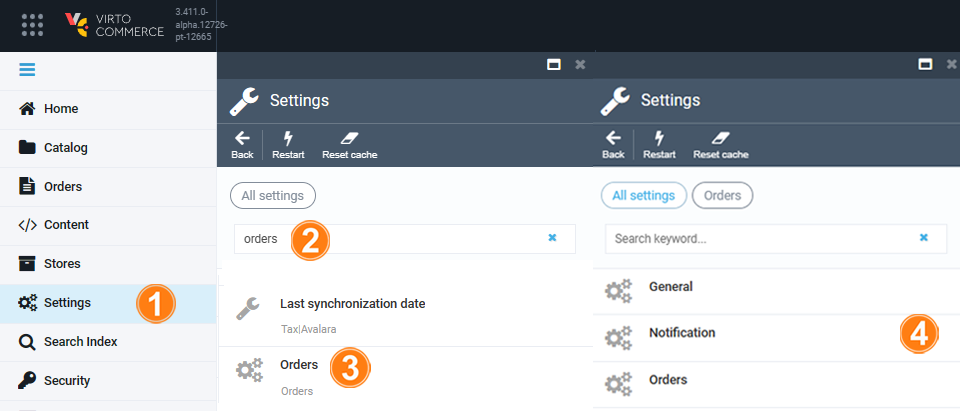 VIRTO
COMMERCE
3.411.0-
alpha.12726-
pt-12665
Home
Catalog
Orders
Content
Stores
Settings
1
Search Index
Security
Settings
Back Restart Reset cache
All settings
orders
2
Last synchronization date
Tax|Avalara
Orders
3
Orders
Settings
Back Restart Reset cache
All settings Orders
Search keyword...
General
Notification
4
Orders